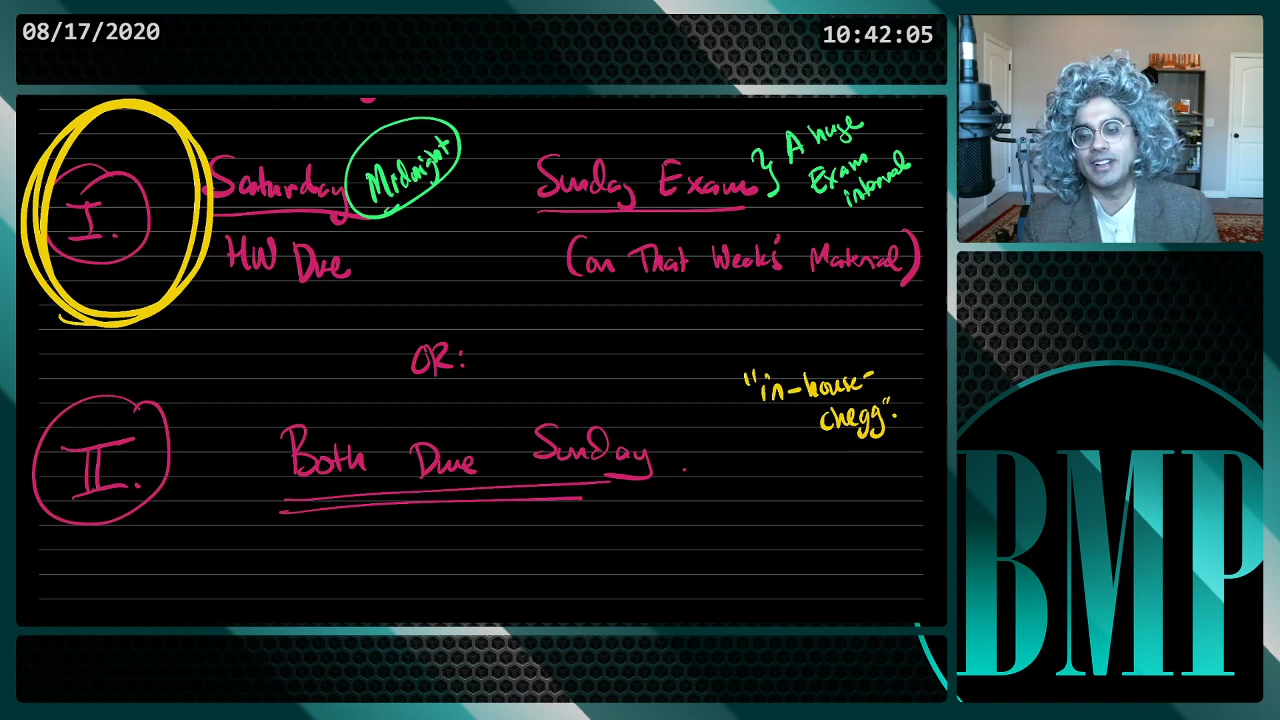 08/17/2020
10:42:05
I.
Saturday Midnight
HW Due
Sunday Exam
(on That Week's Material)
} A huge
Exam
interval
OR:
II.
Both Due Sunday.
"in-house-
chegg".
BMP